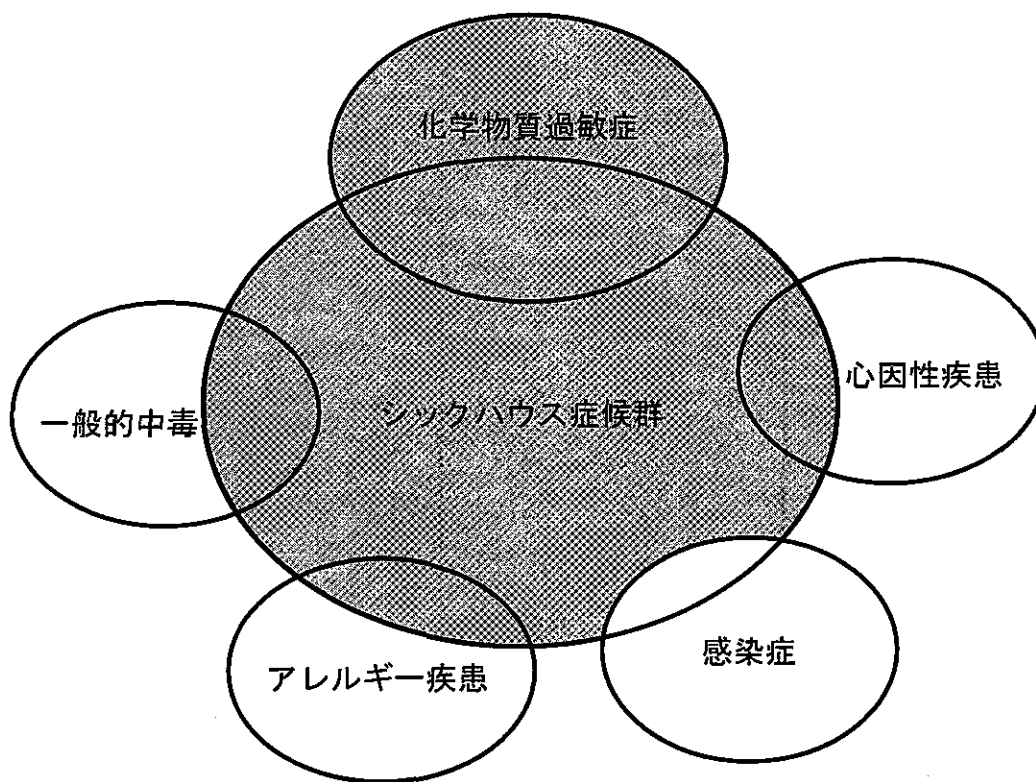 化学物質過敏症
心因性疾患
シックハウス症候群
一般的中毒
感染症
アレルギー疾患